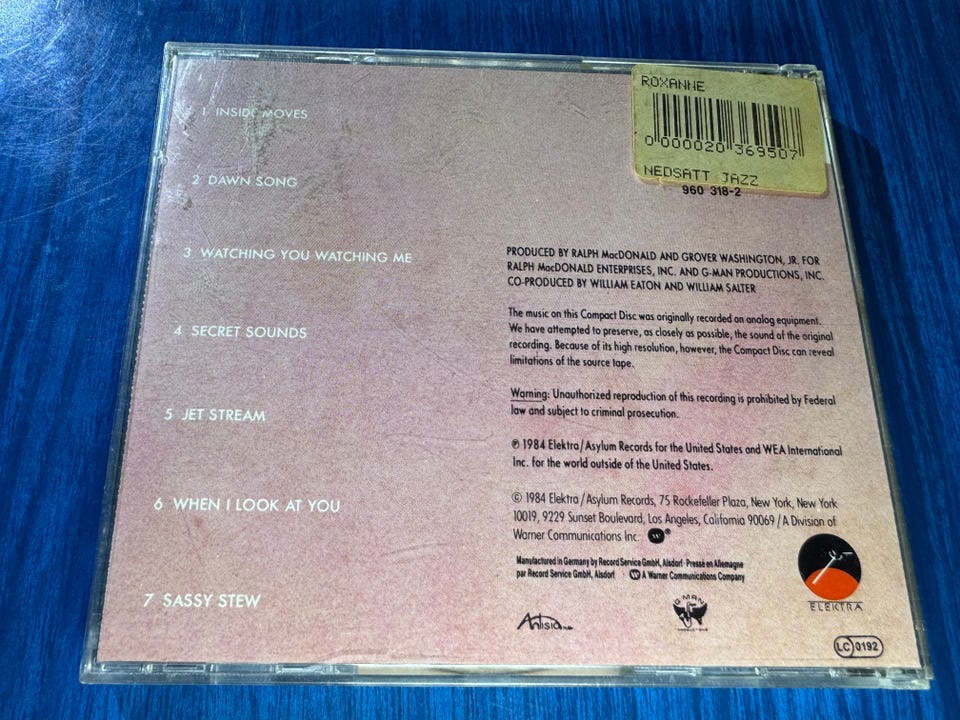 ROXANNE
0 000020 369507
NEDSATT JAZZ
960 318-2
1 INSIDE MOVES
2 DAWN SONG
3 WATCHING YOU WATCHING ME
4 SECRET SOUNDS
5 JET STREAM
6 WHEN I LOOK AT YOU
7 SASSY STEW
PRODUCED BY RALPH MacDONALD AND GROVER WASHINGTON, JR. FOR
RALPH MacDONALD ENTERPRISES, INC. AND G-MAN PRODUCTIONS, INC.
CO-PRODUCED BY WILLIAM EATON AND WILLIAM SALTER
The music on this Compact Disc was originally recorded on analog equipment.
We have attempted to preserve, as closely as possible, the sound of the original
recording. Because of its high resolution, however, the Compact Disc can reveal
limitations of the source tape.
Warning: Unauthorized reproduction of this recording is prohibited by Federal
law and subject to criminal prosecution.
℗ 1984 Elektra/Asylum Records for the United States and WEA International
Inc. for the world outside of the United States.
© 1984 Elektra/Asylum Records, 75 Rockefeller Plaza, New York, New York
10019, 9229 Sunset Boulevard, Los Angeles, California 90069/A Division of
Warner Communications Inc. ®
Manufactured in Germany by Record Service GmbH, Alsdorf · Pressé en Allemagne
par Record Service GmbH, Alsdorf · A Warner Communications Company
Artisia
G-MAN
PRODUCTIONS
ELEKTRA
LC 0192